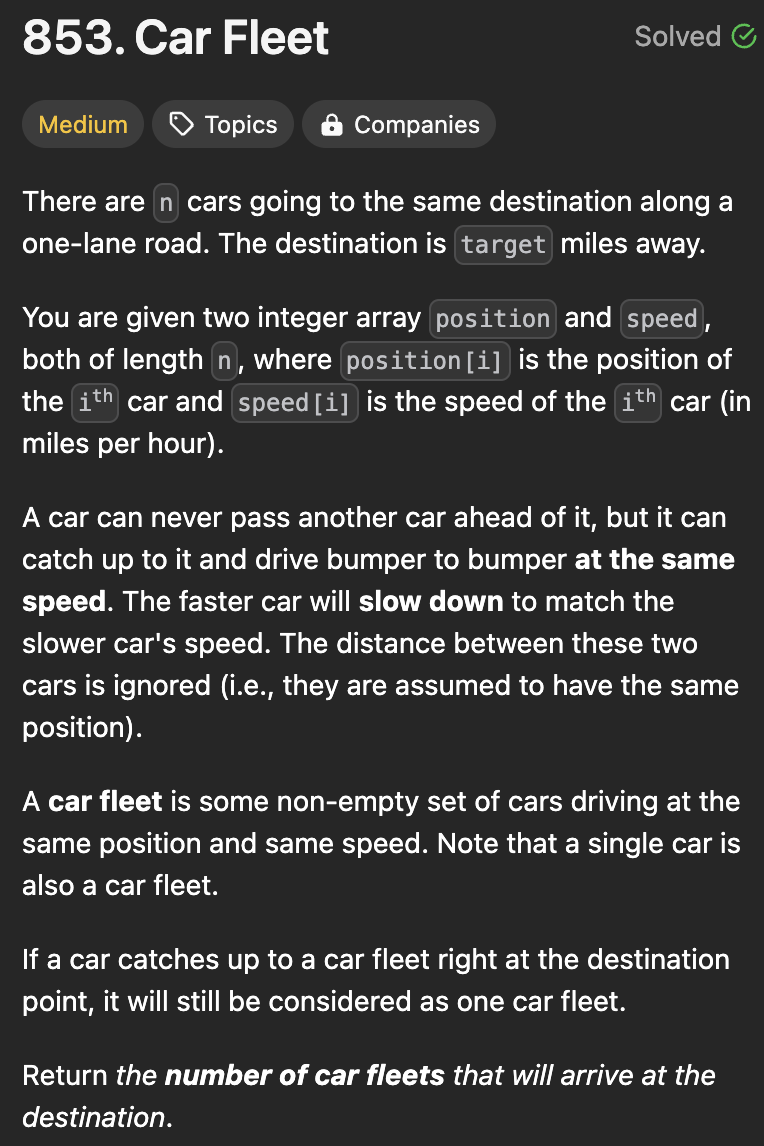 853. Car Fleet
Solved
Medium
Topics
Companies
There are n cars going to the same destination along a
one-lane road. The destination is target miles away.
You are given two integer array position and speed,
both of length n, where position[i] is the position of
the ith car and speed[i] is the speed of the ith car (in
miles per hour).
A car can never pass another car ahead of it, but it can
catch up to it and drive bumper to bumper at the same
speed. The faster car will slow down to match the
slower car's speed. The distance between these two
cars is ignored (i.e., they are assumed to have the same
position).
A car fleet is some non-empty set of cars driving at the
same position and same speed. Note that a single car is
also a car fleet.
If a car catches up to a car fleet right at the destination
point, it will still be considered as one car fleet.
Return the number of car fleets that will arrive at the
destination.